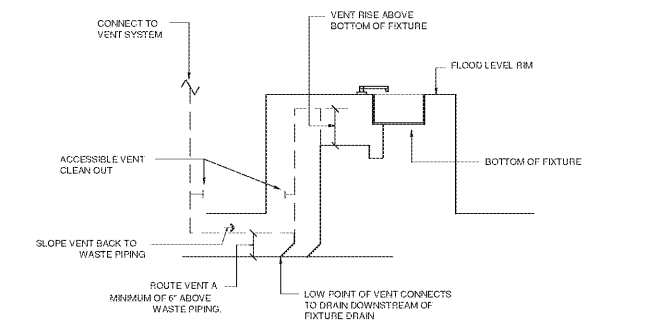 CONNECT TO
VENT SYSTEM
VENT RISE ABOVE
BOTTOM OF FIXTURE
FLOOD LEVEL RIM
ACCESSIBLE VENT
CLEAN OUT
BOTTOM OF FIXTURE
SLOPE VENT BACK TO
WASTE PIPING
ROUTE VENT A
MINIMUM OF 6" ABOVE
WASTE PIPING.
LOW POINT OF VENT CONNECTS
TO DRAIN DOWNSTREAM OF
FIXTURE DRAIN